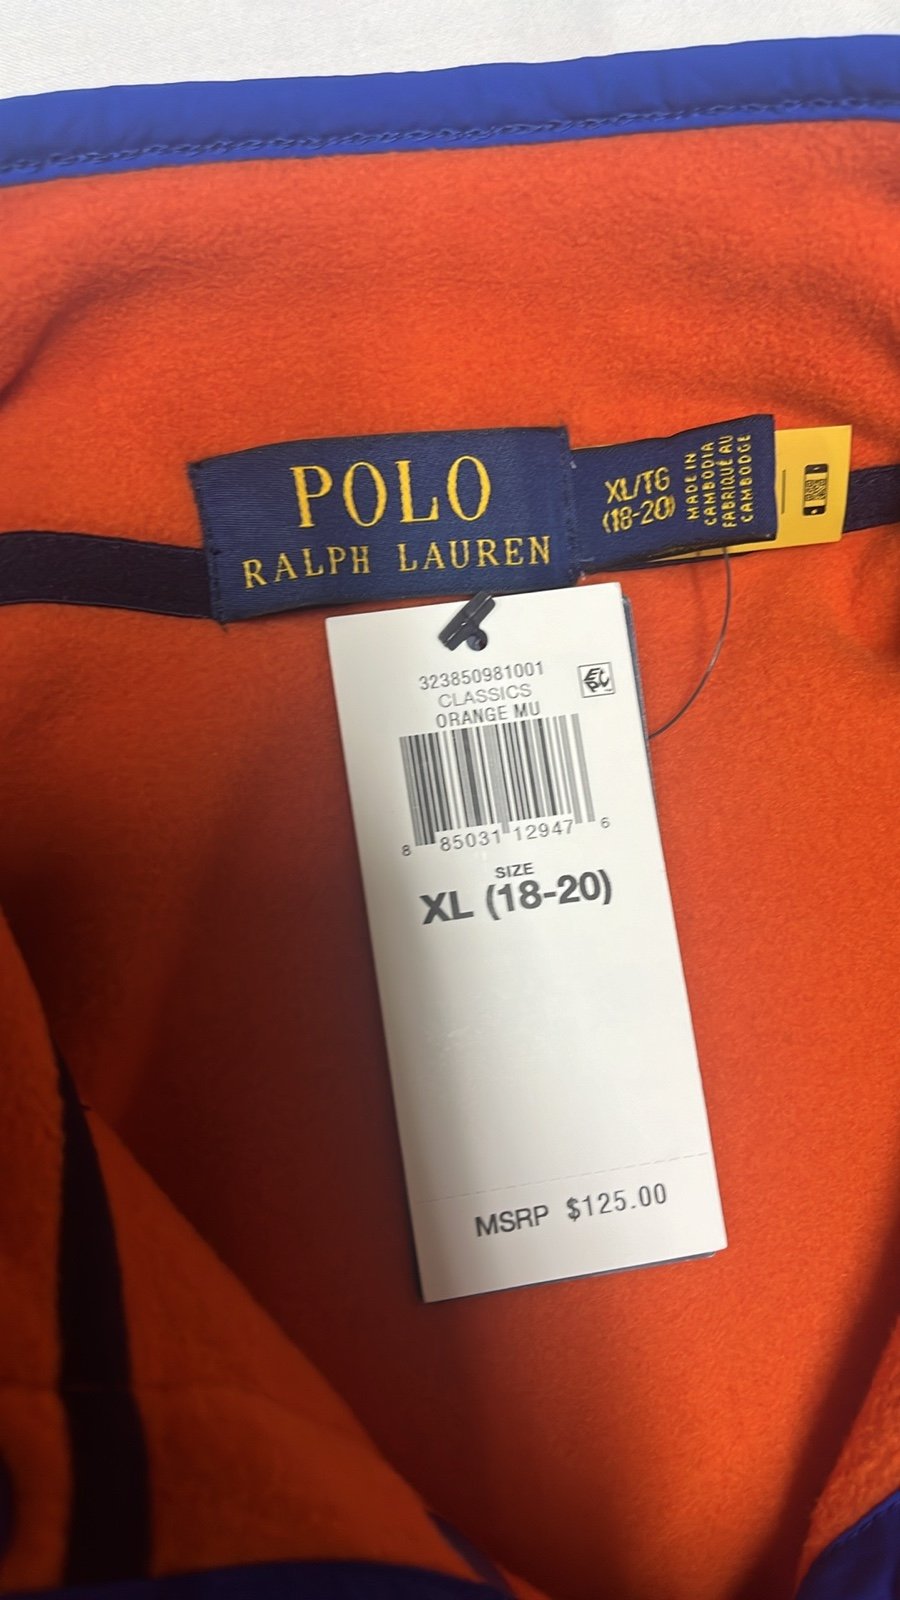 POLO
RALPH LAUREN
XL/TG
(18-20)
MADE IN
CAMBODIA
FABRIQUÉ AU
CAMBODGE
323850981001
CLASSICS
ORANGE MU
8 85031 12947 6
SIZE
XL (18-20)
MSRP $125.00